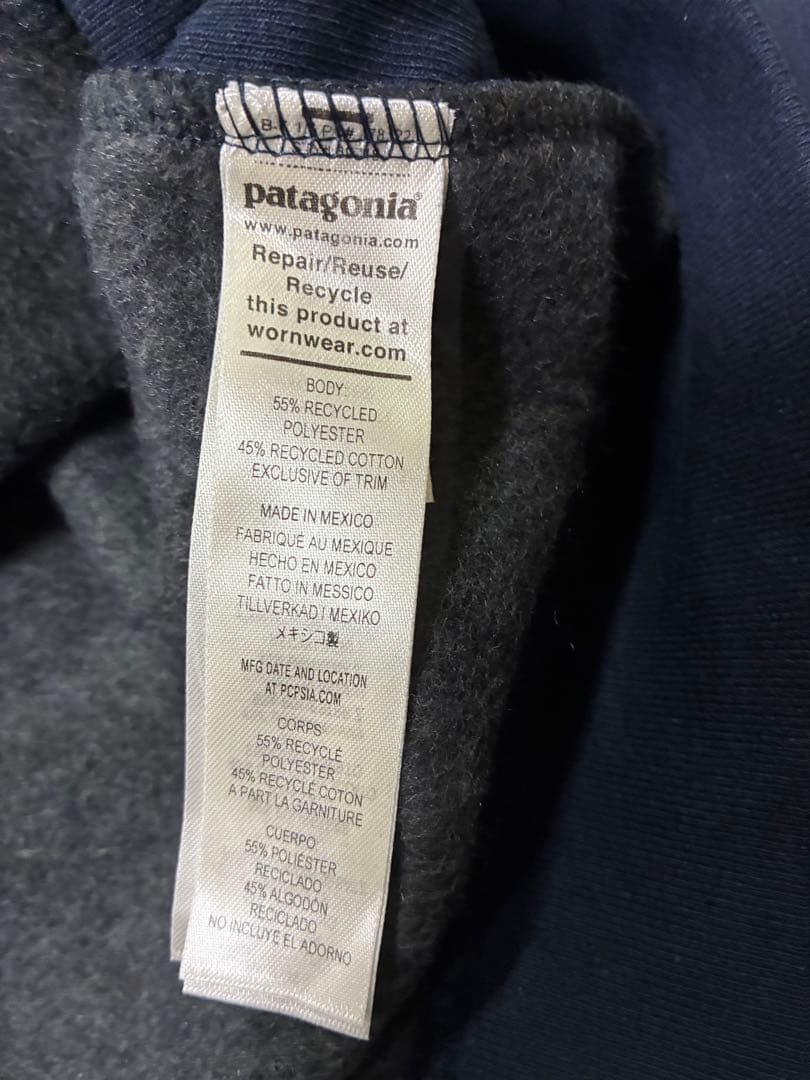 patagonia®
www.patagonia.com
Repair/Reuse/
Recycle
this product at
wornwear.com
BODY:
55% RECYCLED
POLYESTER
45% RECYCLED COTTON
EXCLUSIVE OF TRIM
MADE IN MEXICO
FABRIQUÉ AU MEXIQUE
HECHO EN MEXICO
FATTO IN MESSICO
TILLVERKAD I MEXIKO
メキシコ製
MFG DATE AND LOCATION
AT PCPSIA.COM
CORPS
55% RECYCLÉ
POLYESTER
45% RECYCLÉ COTON
A PART LA GARNITURE
CUERPO
55% POLIÉSTER
RECICLADO
45% ALGODÓN
RECICLADO
NO INCLUYE EL ADORNO